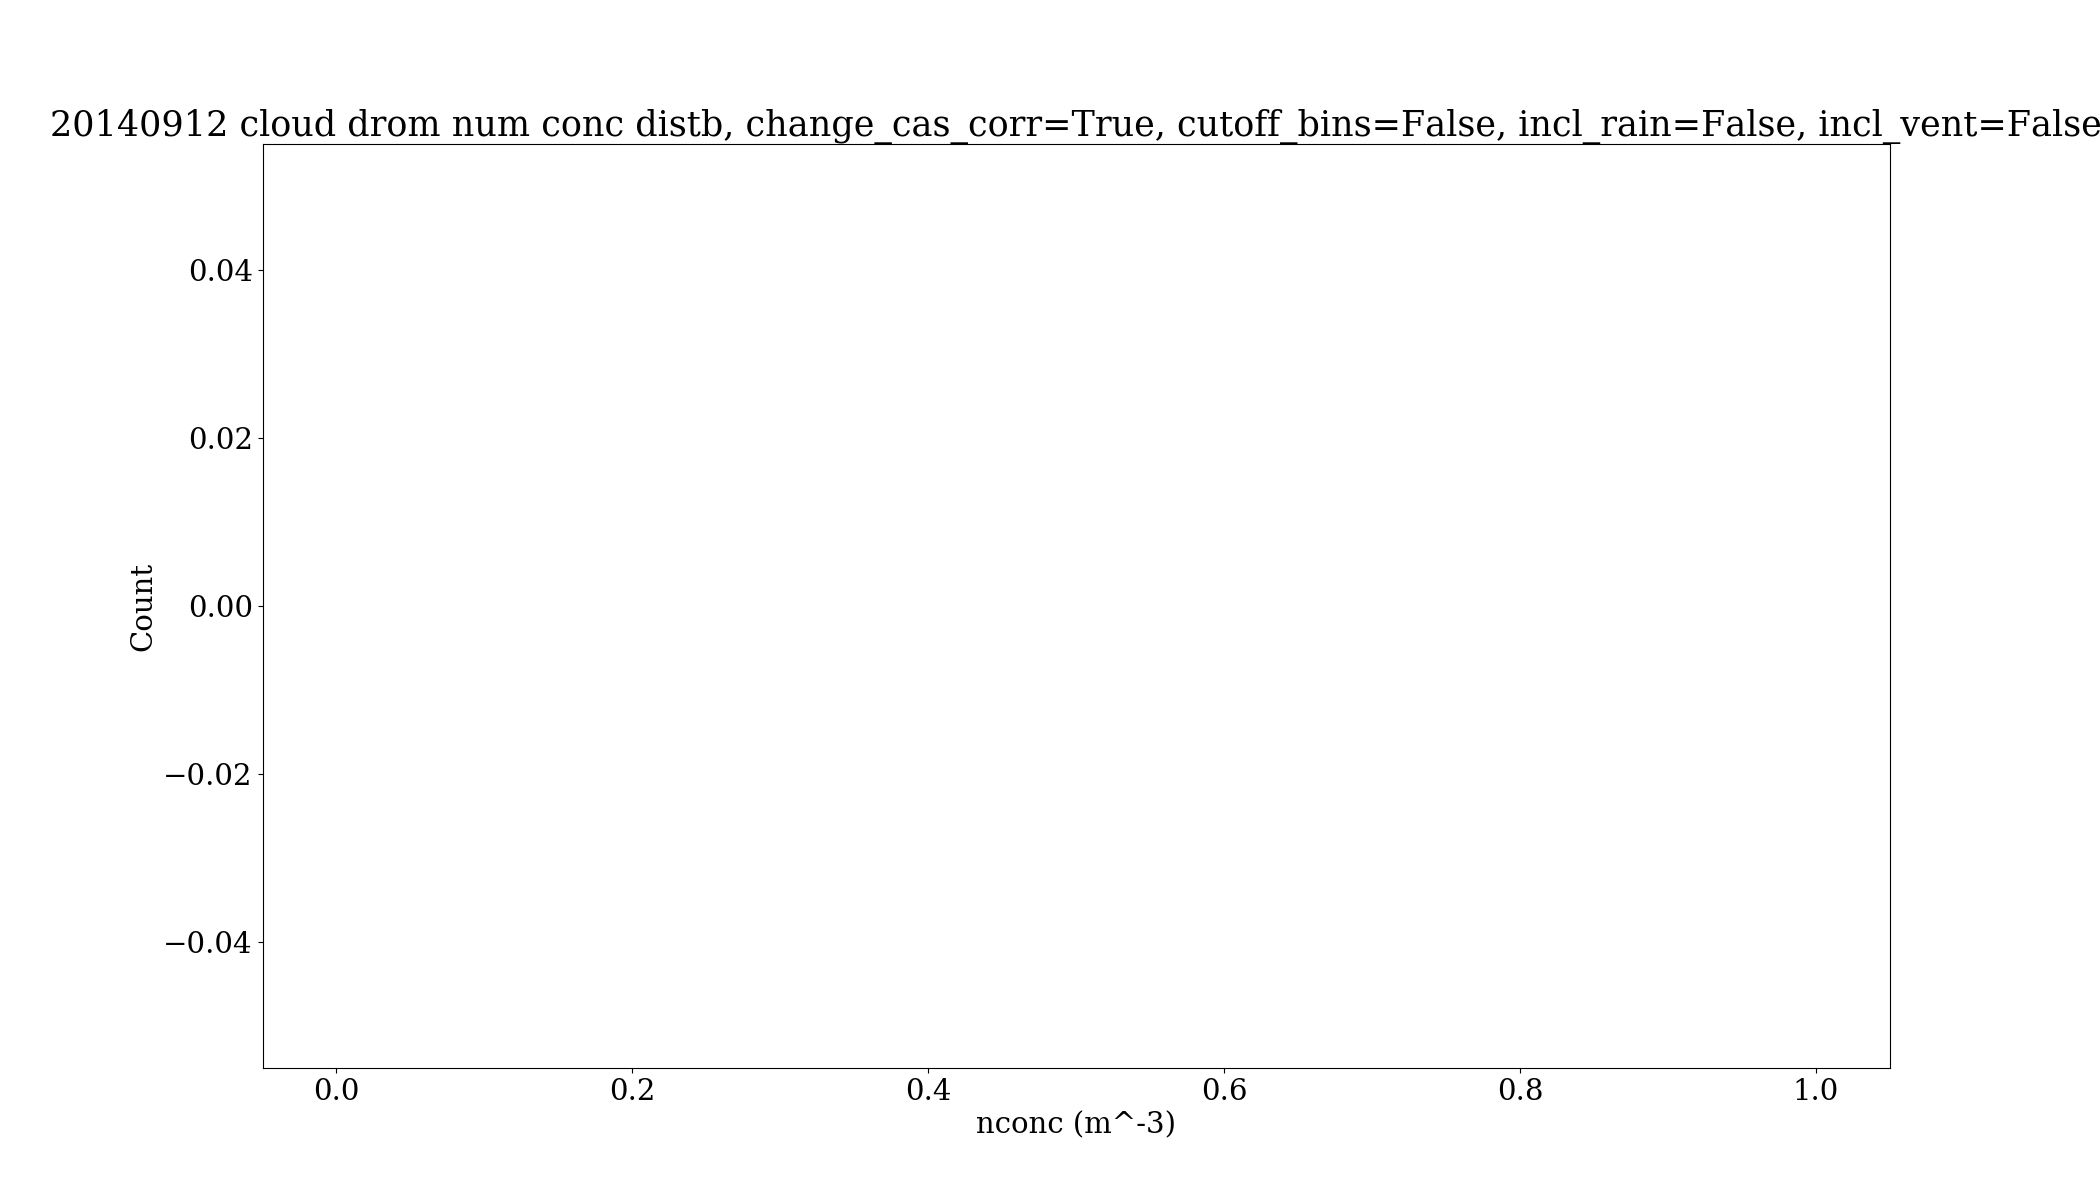 20140912 cloud drom num conc distb, change_cas_corr=True, cutoff_bins=False, incl_rain=False, incl_vent=False
0.04
0.02
0.00
−0.02
−0.04
Count
0.0 0.2 0.4 0.6 0.8 1.0
nconc (m^-3)